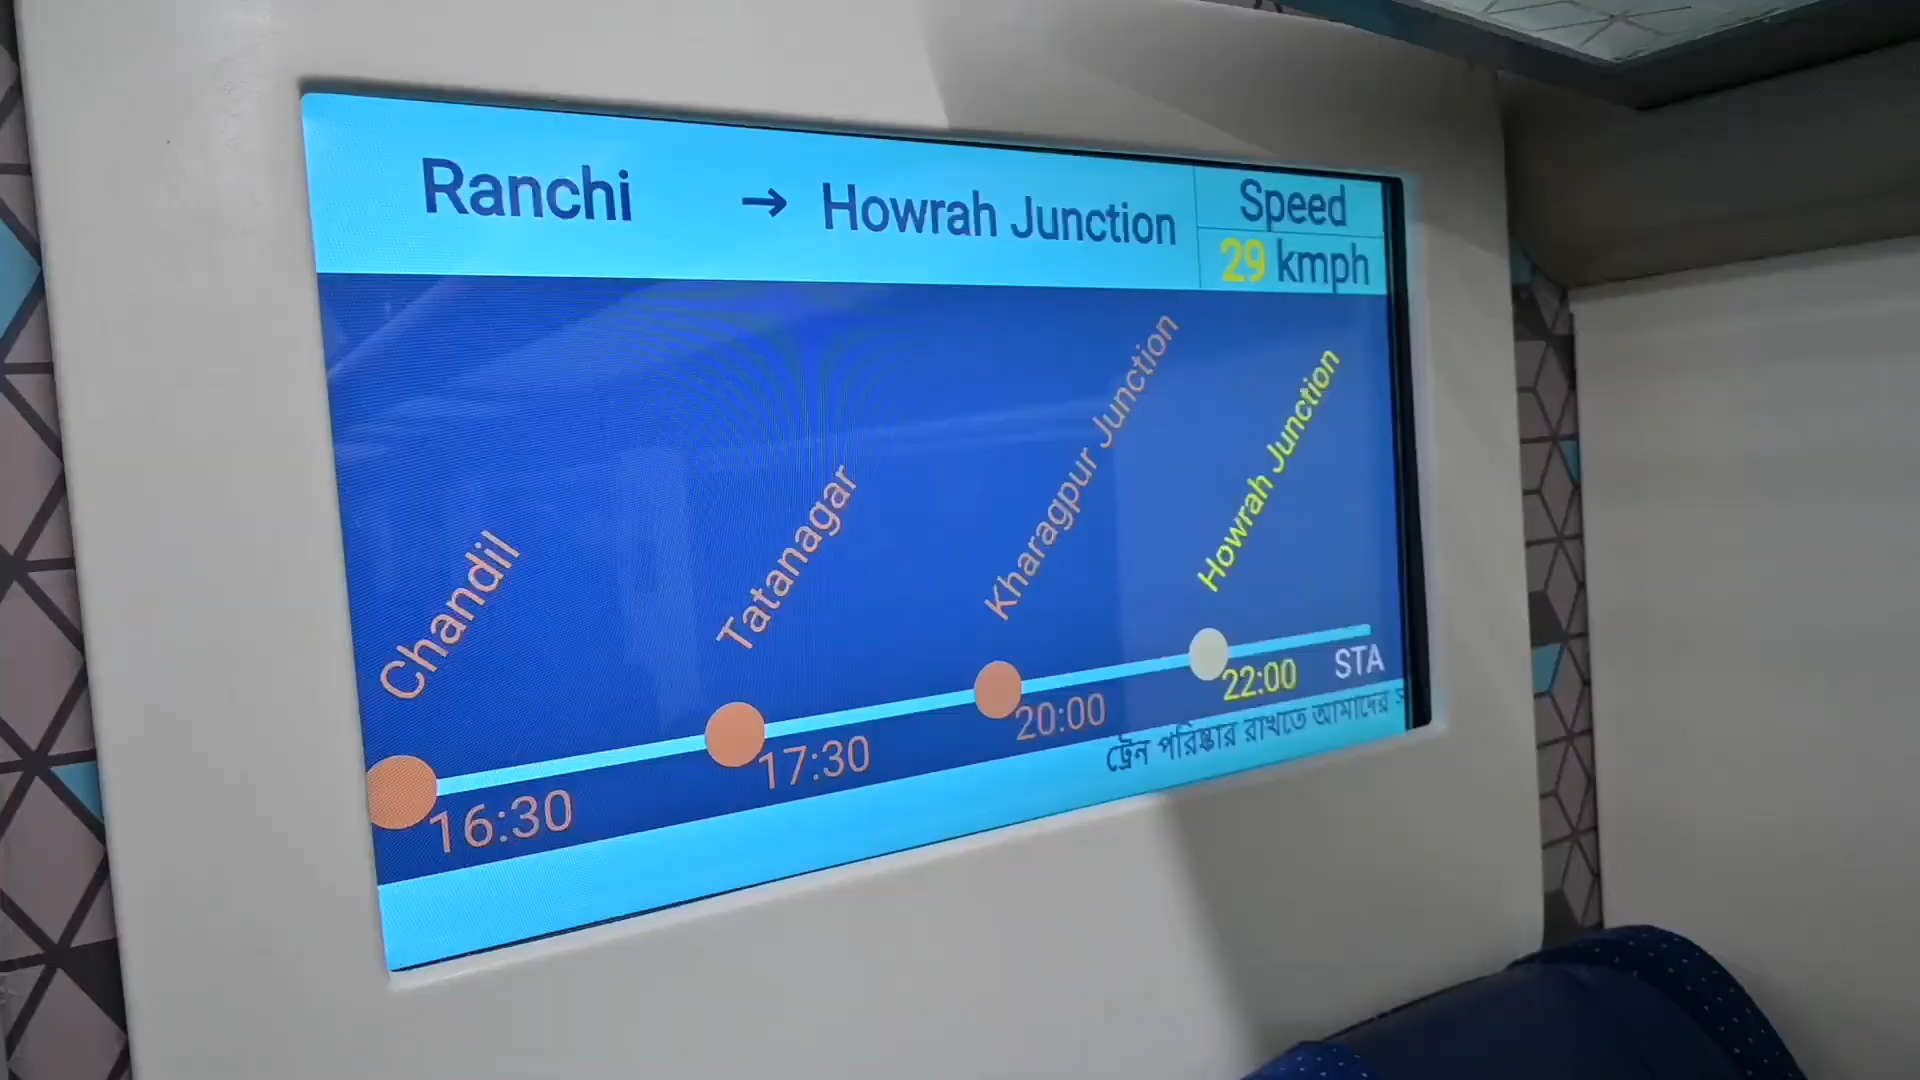 Ranchi → Howrah Junction
Speed
29 kmph
Chandil
Tatanagar
Kharagpur Junction
Howrah Junction
16:30
17:30
20:00
22:00
STA
ট্রেন পরিষ্কার রাখতে আমাদের